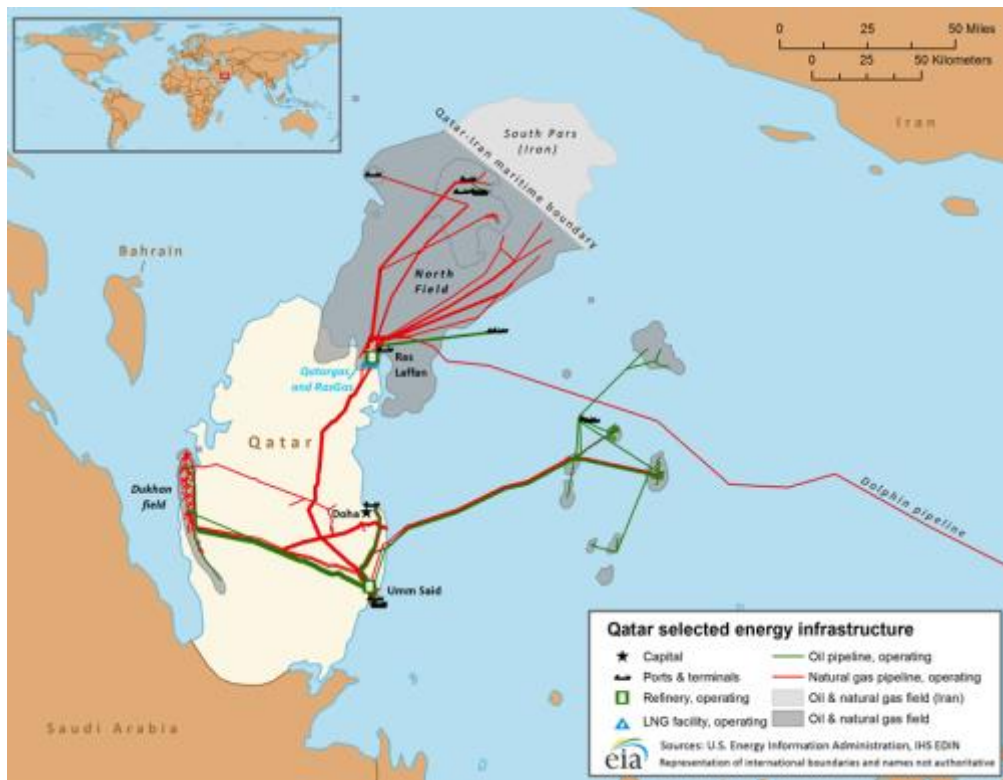 0 25 50 Miles
0 25 50 Kilometers
Iran
South Pars
(Iran)
Qatar-Iran maritime boundary
Bahrain
North
Field
Ras
Laffan
Qatargas
and RasGas
Qatar
Dukhan
field
Doha
Dolphin pipeline
Umm Said
Saudi Arabia
Qatar selected energy infrastructure
Capital
Ports & terminals
Refinery, operating
LNG facility, operating
Oil pipeline, operating
Natural gas pipeline, operating
Oil & natural gas field (Iran)
Oil & natural gas field
eia
Sources: U.S. Energy Information Administration, IHS EDIN
Representation of international boundaries and names not authoritative